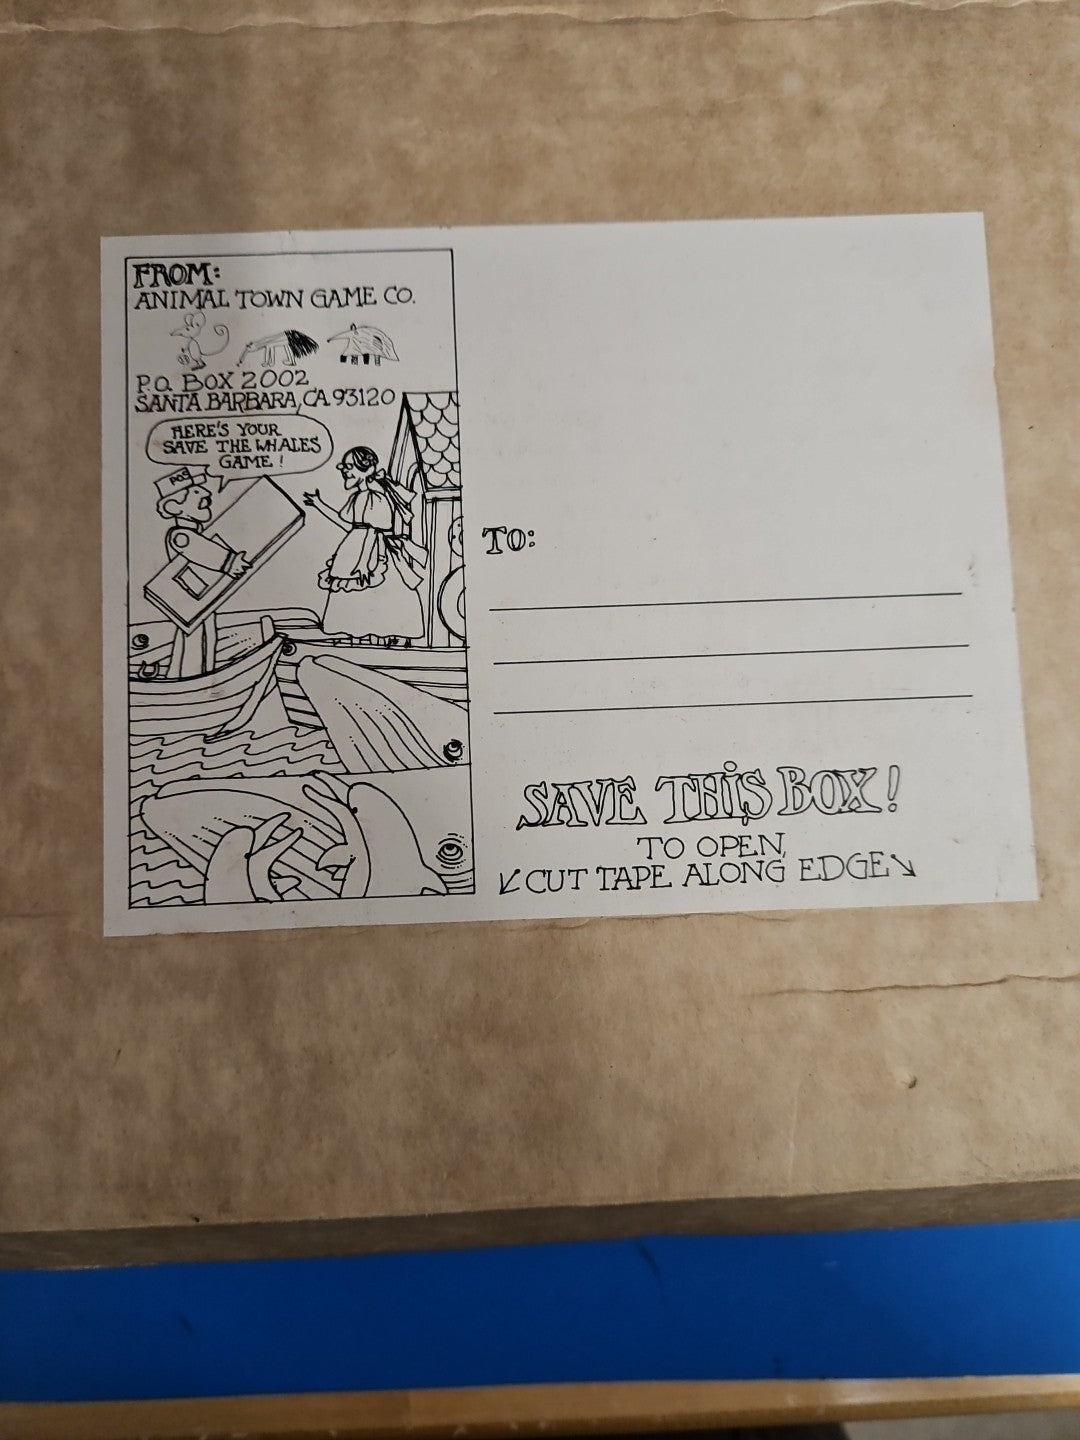 FROM:
ANIMAL TOWN GAME CO.
P.O. BOX 2002
SANTA BARBARA, CA 93120
HERE'S YOUR
SAVE THE WHALES
GAME!
TO:
SAVE THIS BOX!
TO OPEN,
↙CUT TAPE ALONG EDGE↘